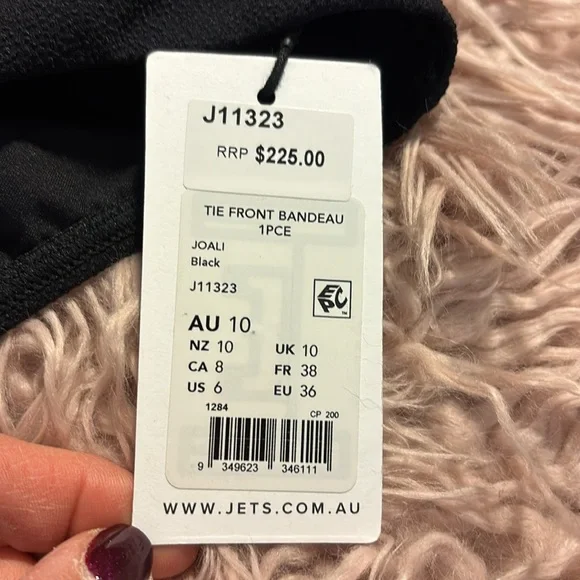 J11323
RRP $225.00
TIE FRONT BANDEAU
1PCE
JOALI
Black
J11323
EPC™
AU 10
NZ 10 UK 10
CA 8 FR 38
US 6 EU 36
1284 CP 200
9 349623 346111
WWW.JETS.COM.AU